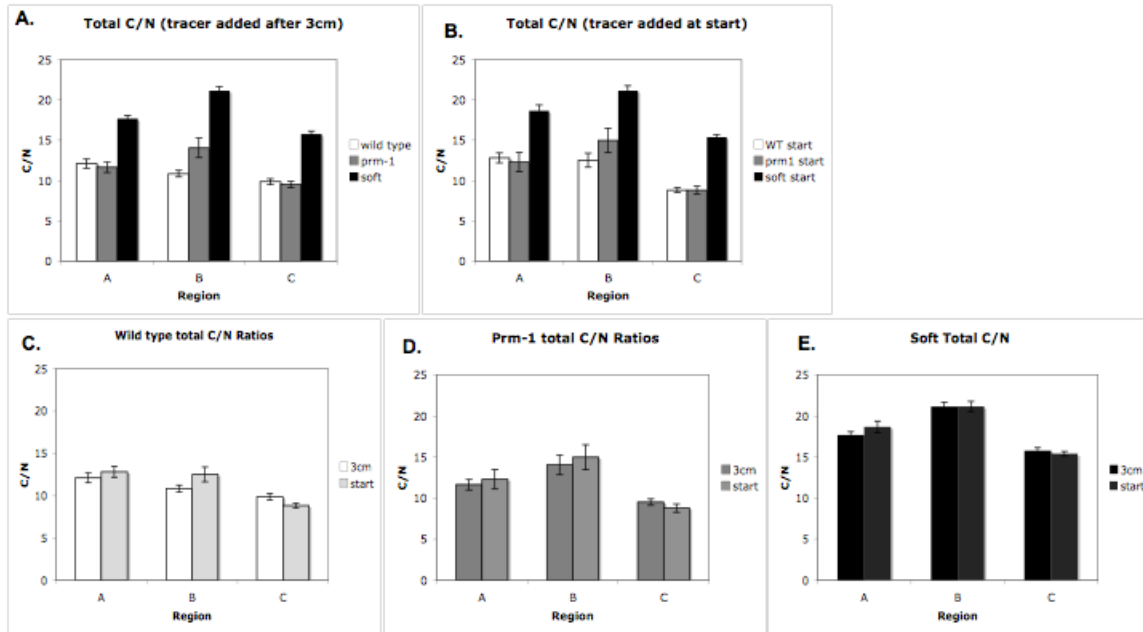 A.
Total C/N (tracer added after 3cm)
25
20
15
10
5
0
C/N
A
B
C
Region
wild type
prm-1
soft
B.
Total C/N (tracer added at start)
25
20
15
10
5
0
C/N
A
B
C
Region
WT start
prm1 start
soft start
C.
Wild type total C/N Ratios
25
20
15
10
5
0
C/N
A
B
C
Region
3cm
start
D.
Prm-1 total C/N Ratios
25
20
15
10
5
0
C/N
A
B
C
Region
3cm
start
E.
Soft Total C/N
25
20
15
10
5
0
C/N
A
B
C
Region
3cm
start